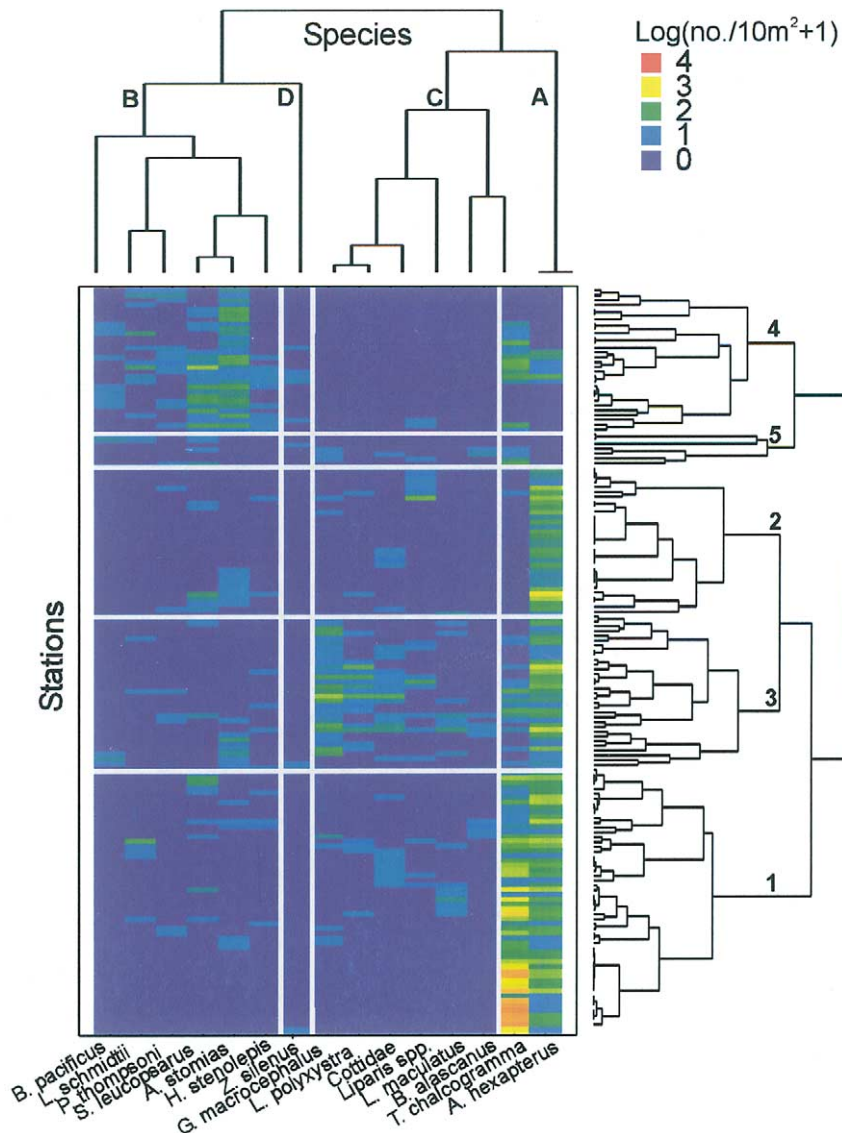 Species
Log(no./10m²+1)
4
3
2
1
0
B
D
C
A
4
5
2
3
1
Stations
B. pacificus
L. schmidtii
P. thompsoni
S. leucopsarus
A. stomias
H. stenolepis
Z. silenus
G. macrocephalus
L. polyxystra
Cottidae
Liparis spp.
L. maculatus
B. alascanus
T. chalcogramma
A. hexapterus